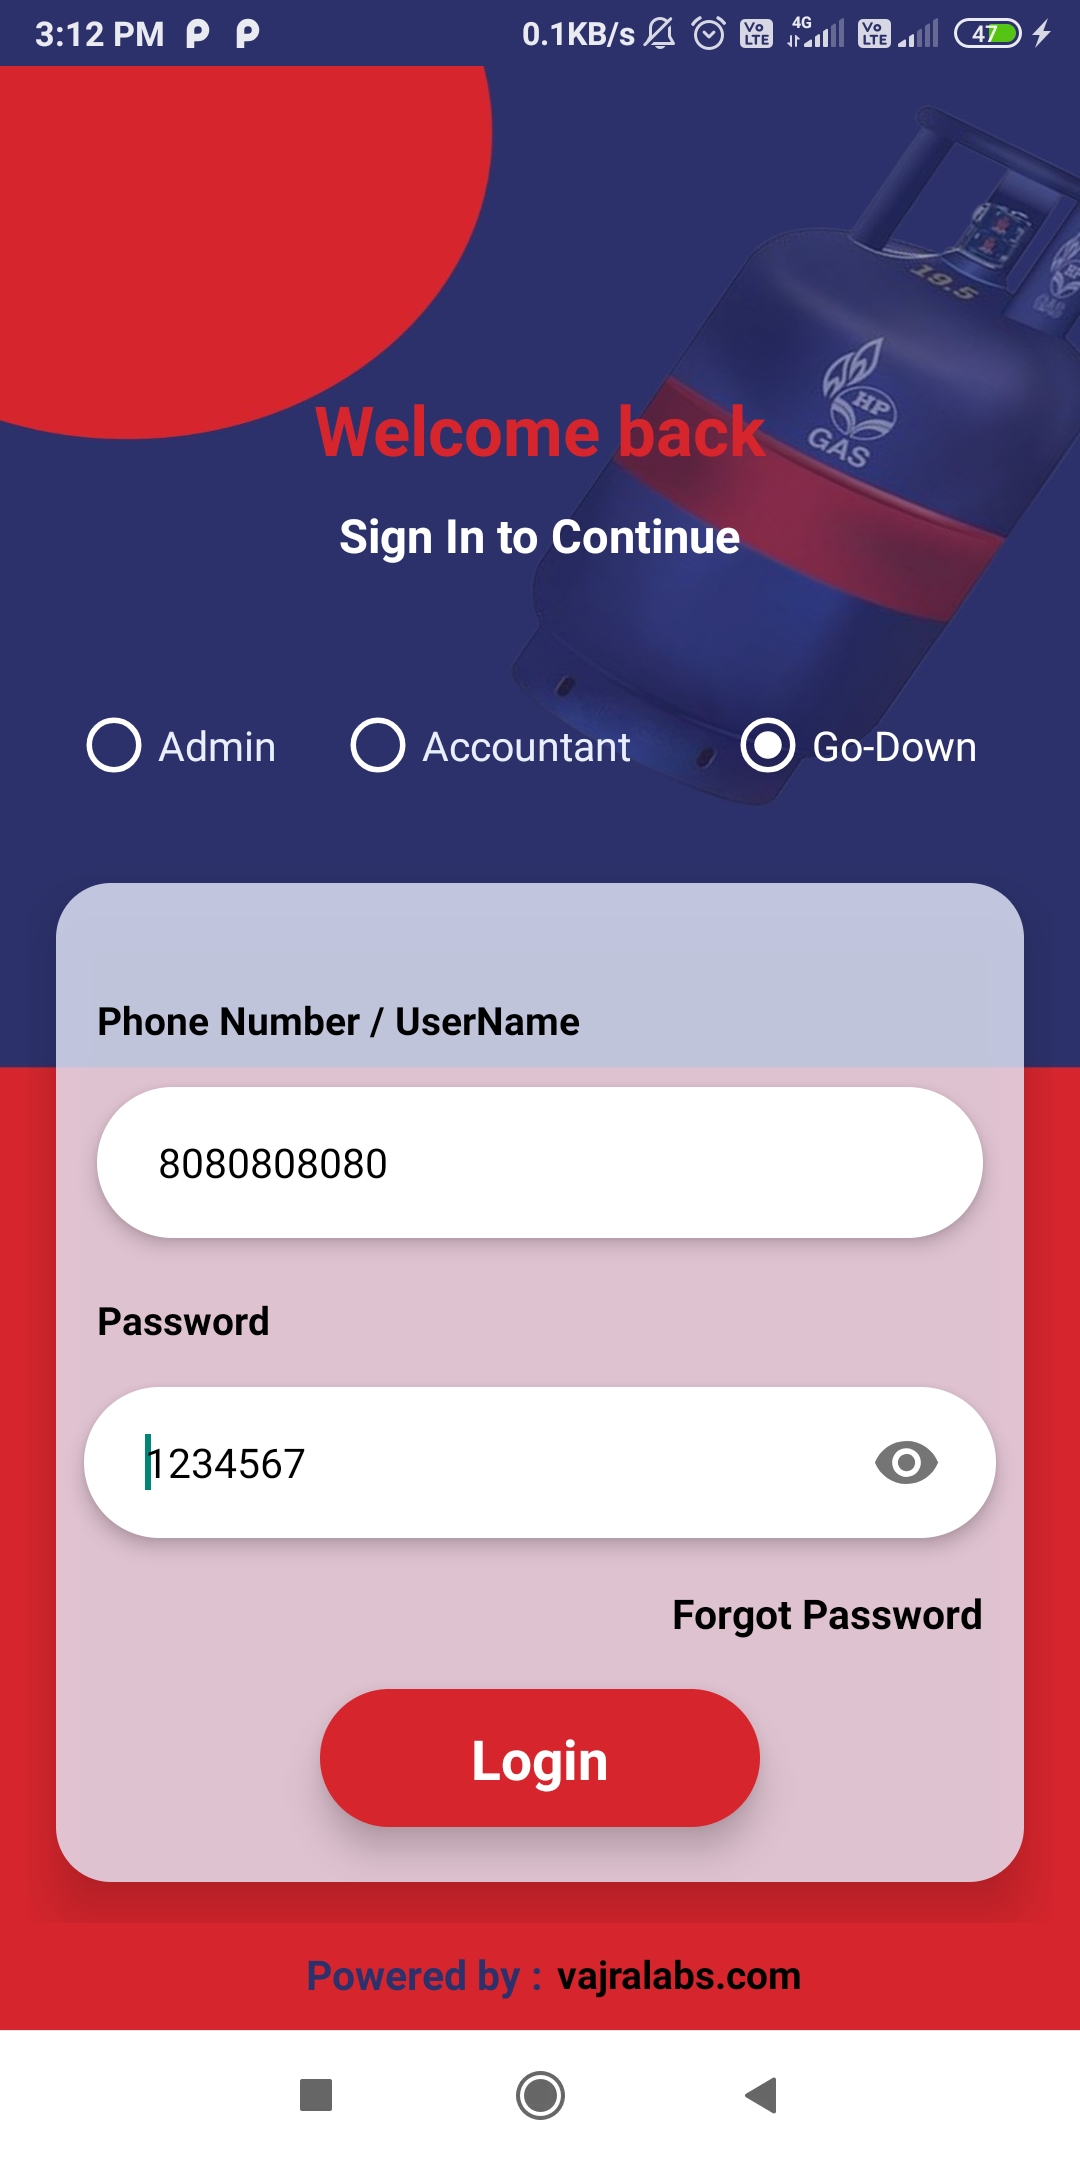 3:12 PM 0.1KB/s Vo LTE 4G Vo LTE 47
19.5
HP
GAS
HP
GAS
Welcome back
Sign In to Continue
Admin Accountant Go-Down
Phone Number / UserName
8080808080
Password
1234567
Forgot Password
Login
Powered by : vajralabs.com